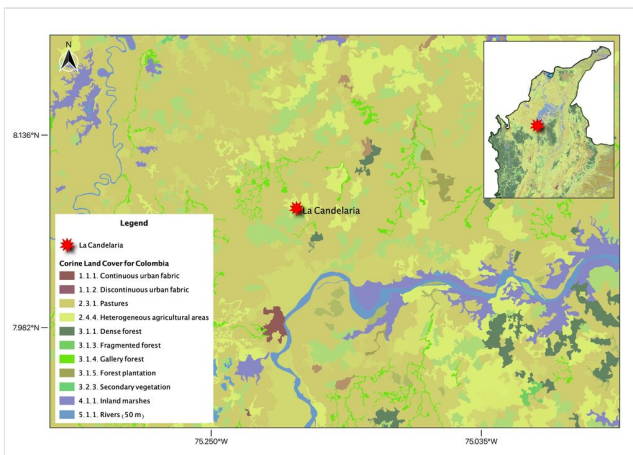 N
8.136°N
La Candelaria
Legend
La Candelaria
Corine Land Cover for Colombia
1.1.1. Continuous urban fabric
1.1.2. Discontinuous urban fabric
2.3.1. Pastures
2.4.4. Heterogeneous agricultural areas
3.1.1. Dense forest
3.1.3. Fragmented forest
3.1.4. Gallery forest
3.1.5. Forest plantation
3.2.3. Secondary vegetation
4.1.1. Inland marshes
5.1.1. Rivers (50 m)
7.982°N
75.250°W
75.035°W